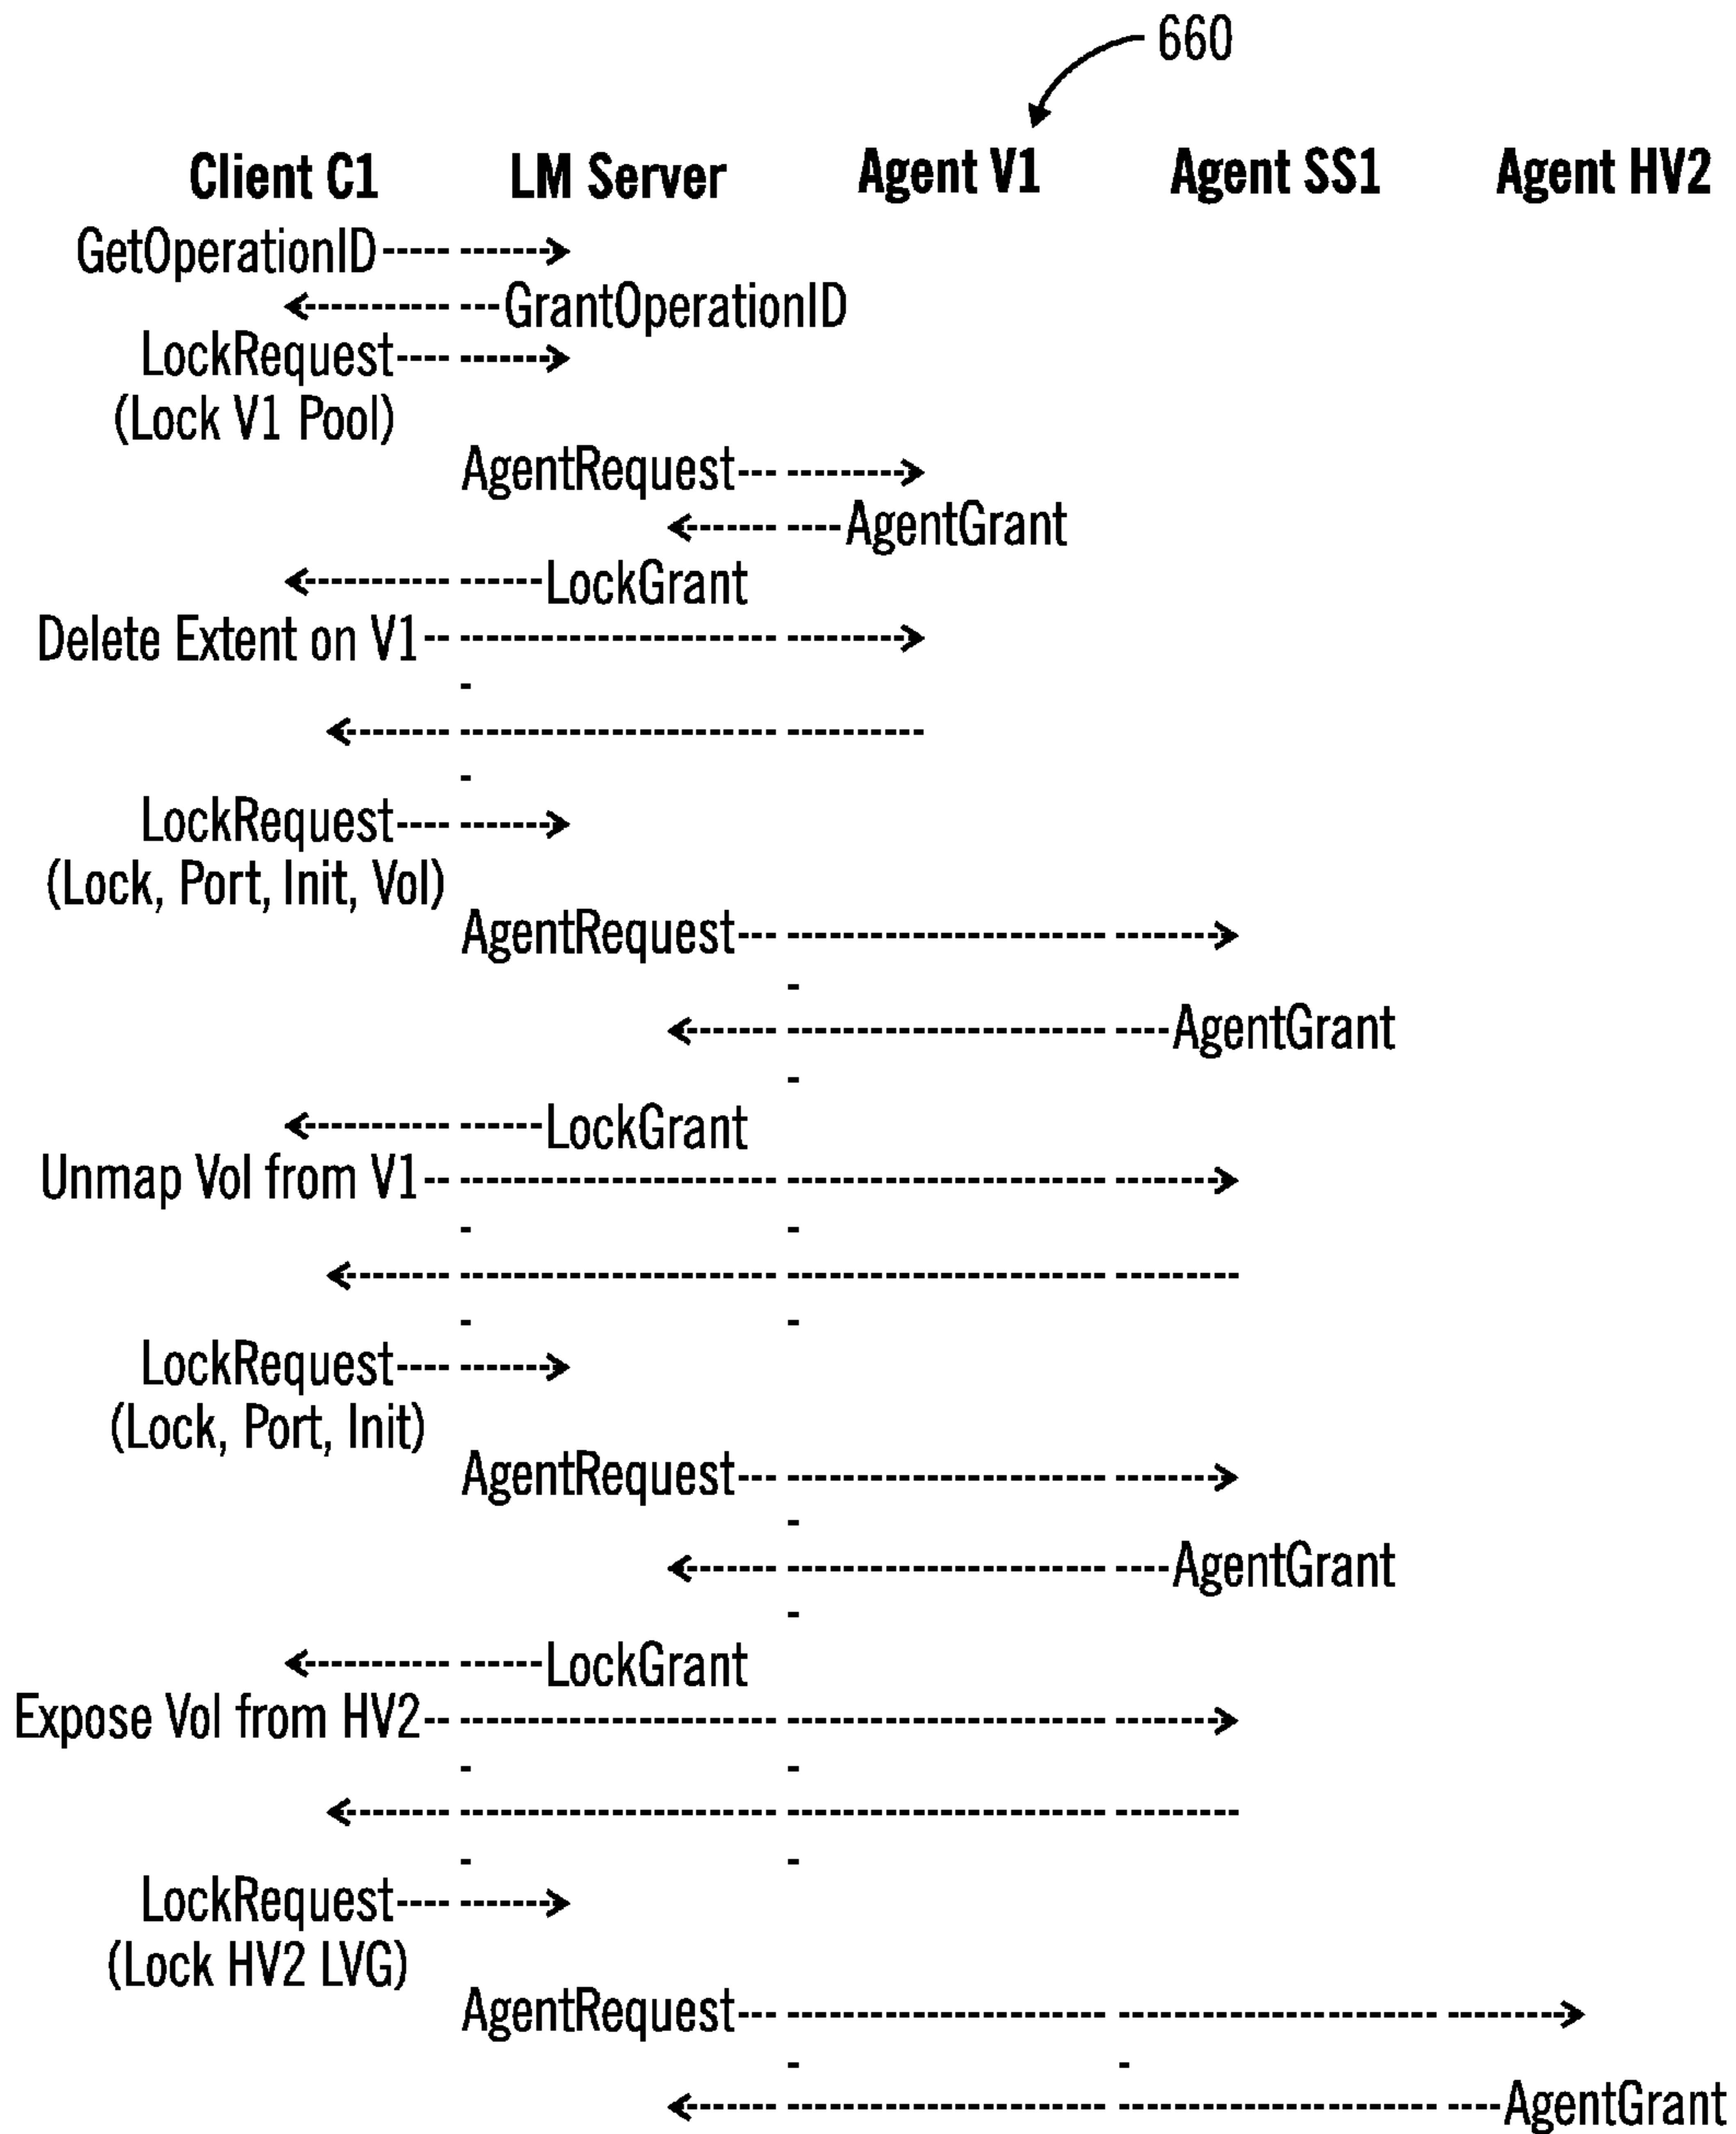 660
Client C1 LM Server Agent V1 Agent SS1 Agent HV2
GetOperationID
GrantOperationID
LockRequest
(Lock V1 Pool)
AgentRequest
AgentGrant
LockGrant
Delete Extent on V1
LockRequest
(Lock, Port, Init, Vol)
AgentRequest
AgentGrant
LockGrant
Unmap Vol from V1
LockRequest
(Lock, Port, Init)
AgentRequest
AgentGrant
LockGrant
Expose Vol from HV2
LockRequest
(Lock HV2 LVG)
AgentRequest
AgentGrant